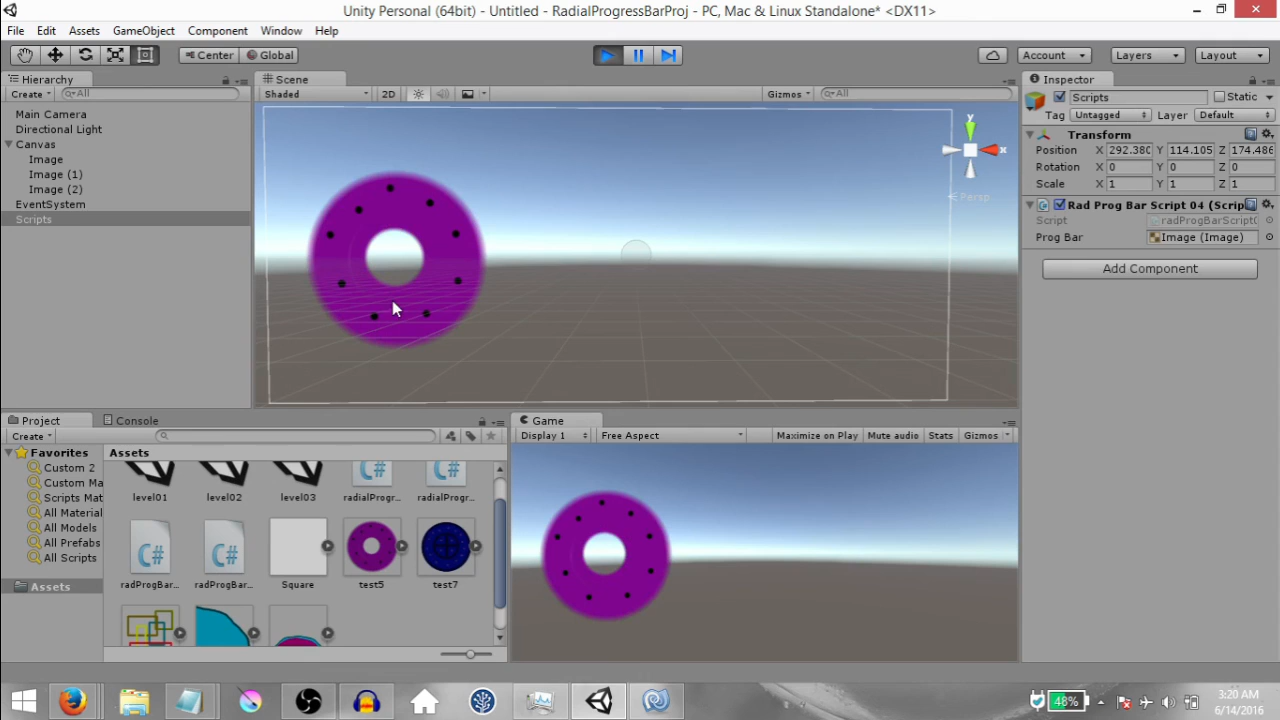 Unity Personal (64bit) - Untitled - RadialProgressBarProj - PC, Mac & Linux Standalone* <DX11>
File Edit Assets GameObject Component Window Help
Center Global Account Layers Layout
Hierarchy
Create All
Main Camera
Directional Light
Canvas
Image
Image (1)
Image (2)
EventSystem
Scripts
Scene
Shaded 2D Gizmos All
y
x
Persp
Inspector
Scripts Static
Tag Untagged Layer Default
Transform
Position X 292.380 Y 114.105 Z 174.486
Rotation X 0 Y 0 Z 0
Scale X 1 Y 1 Z 1
Rad Prog Bar Script 04 (Scrip
Script radProgBarScript0
Prog Bar Image (Image)
Add Component
Project Console
Create
Favorites
Custom 2
Custom Ma
Scripts Mat
All Material
All Models
All Prefabs
All Scripts
Assets
Assets
level01 level02 level03 radialProgr... radialProgr...
radProgBar... radProgBar... Square test5 test7
Game
Display 1 Free Aspect Maximize on Play Mute audio Stats Gizmos
48%
3:20 AM
6/14/2016